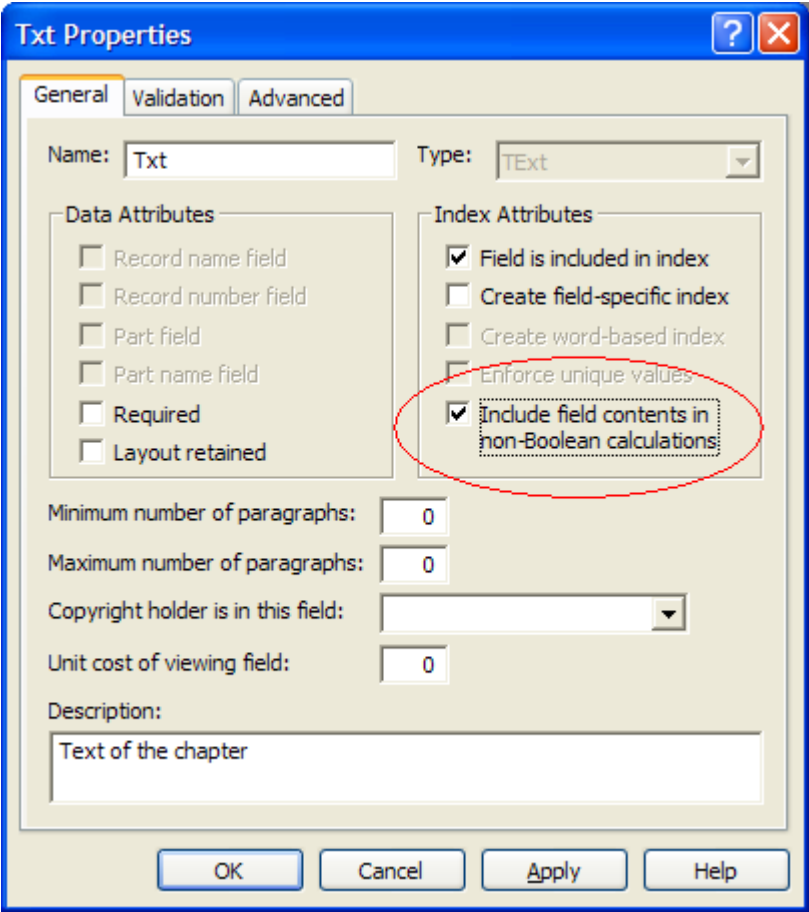 Txt Properties
General Validation Advanced
Name: Txt Type: TExt
Data Attributes
Record name field
Record number field
Part field
Part name field
Required
Layout retained
Index Attributes
Field is included in index
Create field-specific index
Create word-based index
Enforce unique values
Include field contents in
non-Boolean calculations
Minimum number of paragraphs: 0
Maximum number of paragraphs: 0
Copyright holder is in this field:
Unit cost of viewing field: 0
Description:
Text of the chapter
OK Cancel Apply Help